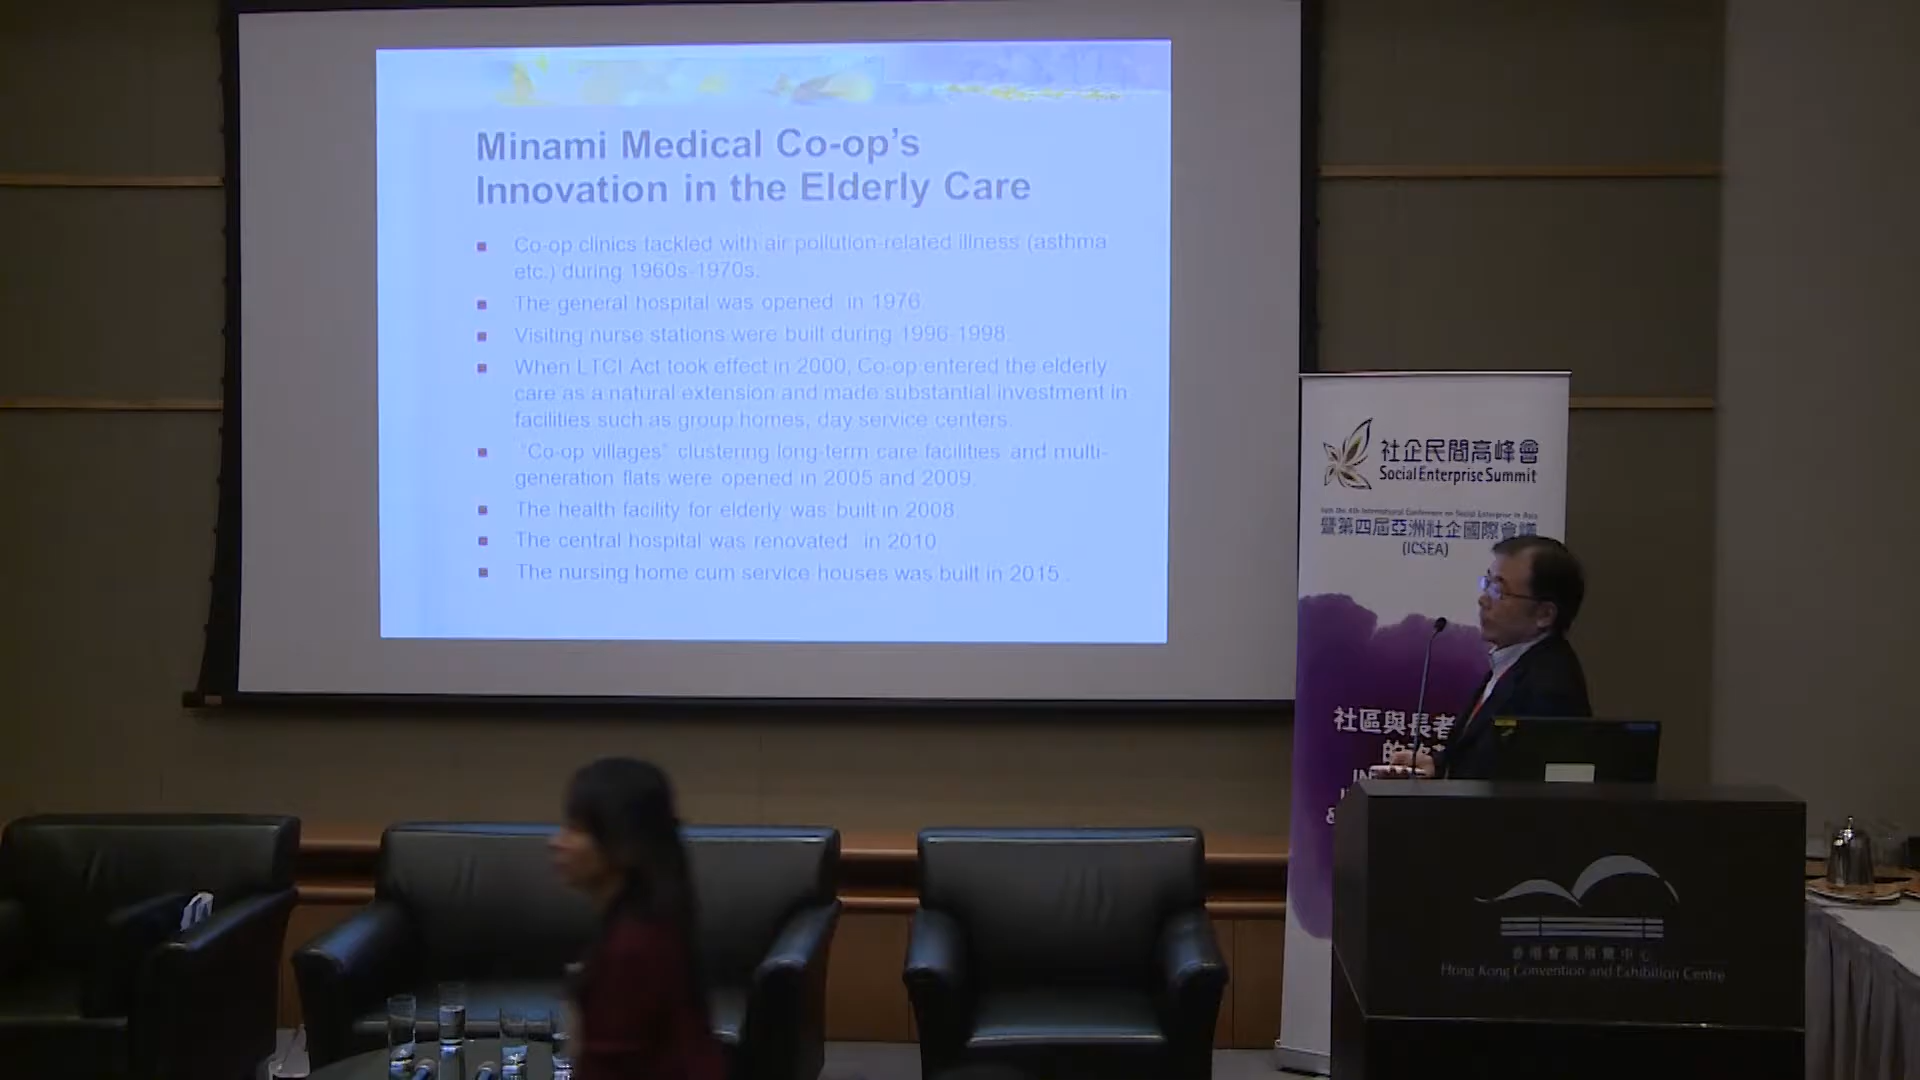 Minami Medical Co-op's
Innovation in the Elderly Care
Co-op clinics tackled with air pollution-related illness (asthma
etc.) during 1960s-1970s.
The general hospital was opened in 1976
Visiting nurse stations were built during 1996-1998.
When LTCI Act took effect in 2000, Co-op entered the elderly
care as a natural extension and made substantial investment in
facilities such as group homes, day service centers.
"Co-op villages" clustering long-term care facilities and multi-
generation flats were opened in 2005 and 2009.
The health facility for elderly was built in 2008
The central hospital was renovated in 2010
The nursing home cum service houses was built in 2015.
社企民間高峰會
Social Enterprise Summit
暨第四屆亞洲社企國際會議
(ICSEA)
社區與長者
的
香港會議展覽中心
Hong Kong Convention and Exhibition Centre